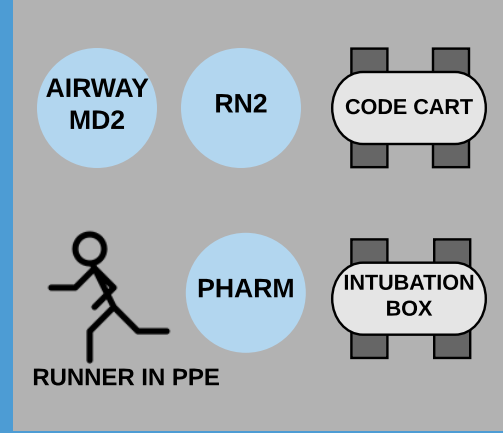 AIRWAY
MD2
RN2
CODE CART
RUNNER IN PPE
PHARM
INTUBATION
BOX